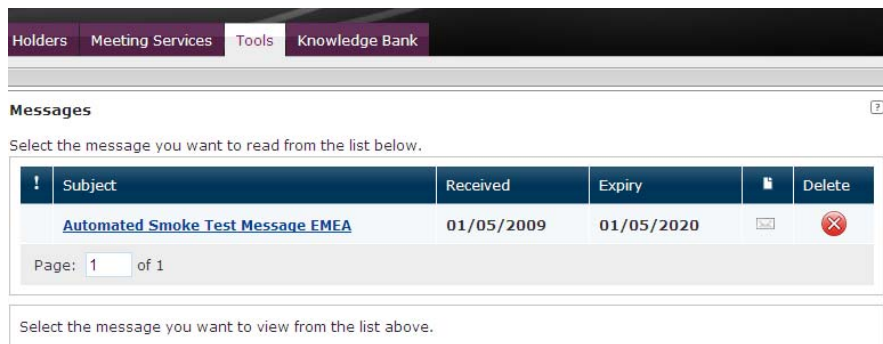 Holders Meeting Services Tools Knowledge Bank
Messages ?
Select the message you want to read from the list below.
! Subject Received Expiry Delete
Automated Smoke Test Message EMEA 01/05/2009 01/05/2020
Page: 1 of 1
Select the message you want to view from the list above.